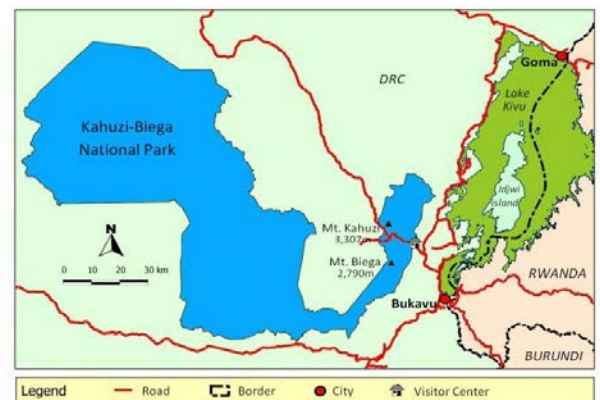 Goma
DRC
Lake
Kivu
Kahuzi-Biega
National Park
Idjwi
island
Mt. Kahuzi
3,307m
N
Mt. Biega
2,790m
0 10 20 30 km
RWANDA
Bukavu
BURUNDI
Legend Road Border City Visitor Center